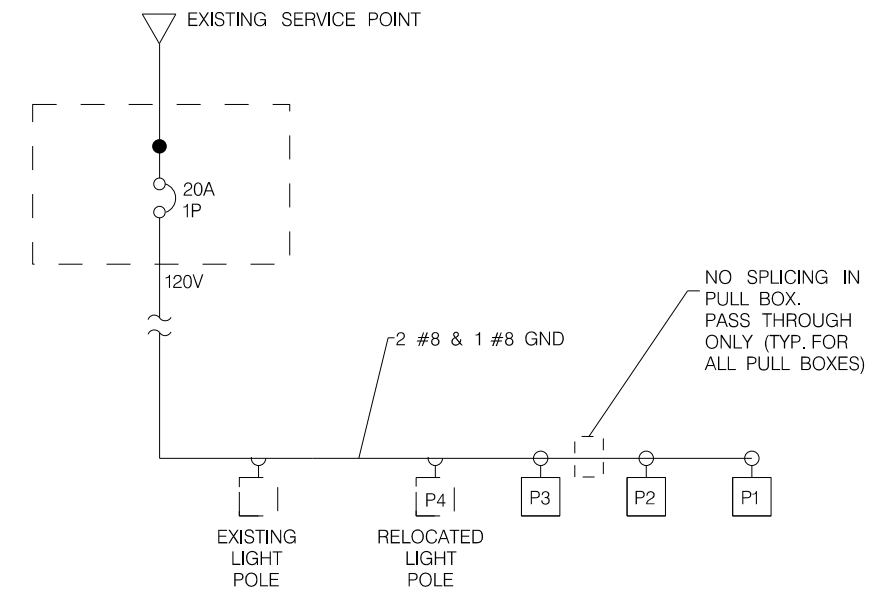 EXISTING SERVICE POINT
20A
1P
120V
NO SPLICING IN
PULL BOX.
PASS THROUGH
ONLY (TYP. FOR
ALL PULL BOXES)
2 #8 & 1 #8 GND
P4
P3
P2
P1
EXISTING
LIGHT
POLE
RELOCATED
LIGHT
POLE